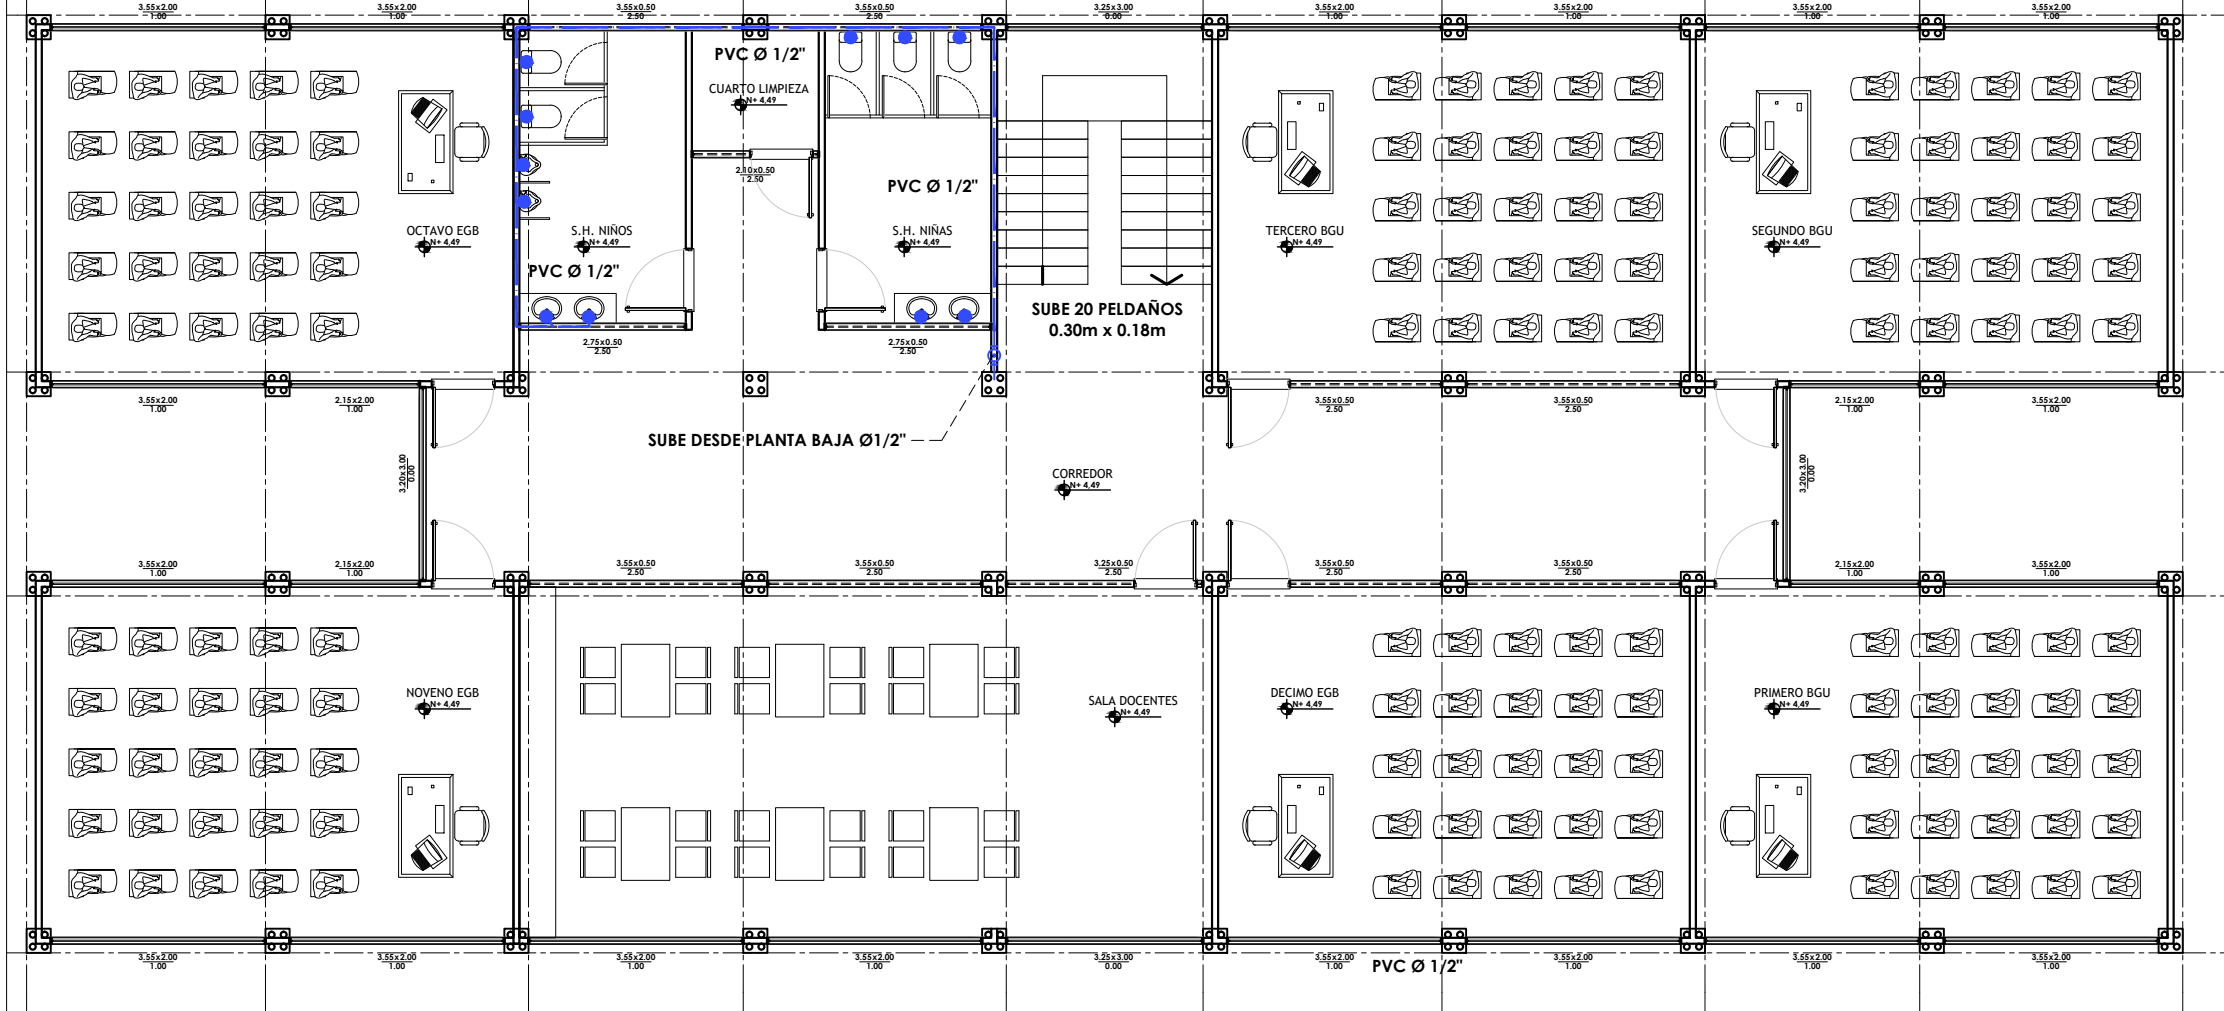 3.55x2.00
1.00
3.55x2.00
1.00
3.55x0.50
2.50
3.55x0.50
2.50
3.25x3.00
0.00
3.55x2.00
1.00
3.55x2.00
1.00
3.55x2.00
1.00
3.55x2.00
1.00
PVC Ø 1/2"
CUARTO LIMPIEZA
N+ 4,49
2.10x0.50
2.50
PVC Ø 1/2"
OCTAVO EGB
N+ 4,49
S.H. NIÑOS
N+ 4,49
S.H. NIÑAS
N+ 4,49
TERCERO BGU
N+ 4,49
SEGUNDO BGU
N+ 4,49
PVC Ø 1/2"
SUBE 20 PELDAÑOS
0.30m x 0.18m
2.75x0.50
2.50
2.75x0.50
2.50
3.55x2.00
1.00
2.15x2.00
1.00
3.55x0.50
2.50
3.55x0.50
2.50
2.15x2.00
1.00
3.55x2.00
1.00
SUBE DESDE PLANTA BAJA Ø1/2"
3.20x3.00
0.00
CORREDOR
N+ 4,49
3.20x3.00
0.00
3.55x2.00
1.00
2.15x2.00
1.00
3.55x0.50
2.50
3.55x0.50
2.50
3.25x0.50
2.50
3.55x0.50
2.50
3.55x0.50
2.50
2.15x2.00
1.00
3.55x2.00
1.00
NOVENO EGB
N+ 4,49
SALA DOCENTES
N+ 4,49
DECIMO EGB
N+ 4,49
PRIMERO BGU
N+ 4,49
3.55x2.00
1.00
3.55x2.00
1.00
3.55x2.00
1.00
3.55x2.00
1.00
3.25x3.00
0.00
3.55x2.00
1.00
PVC Ø 1/2"
3.55x2.00
1.00
3.55x2.00
1.00
3.55x2.00
1.00